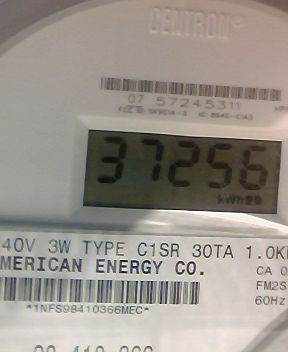 CENTRON®
07 57245311
37256
kWh
40V 3W TYPE C1SR 30TA 1.0K
MERICAN ENERGY CO.
CA 0
FM2S
60Hz
*1NFS98410366MEC*